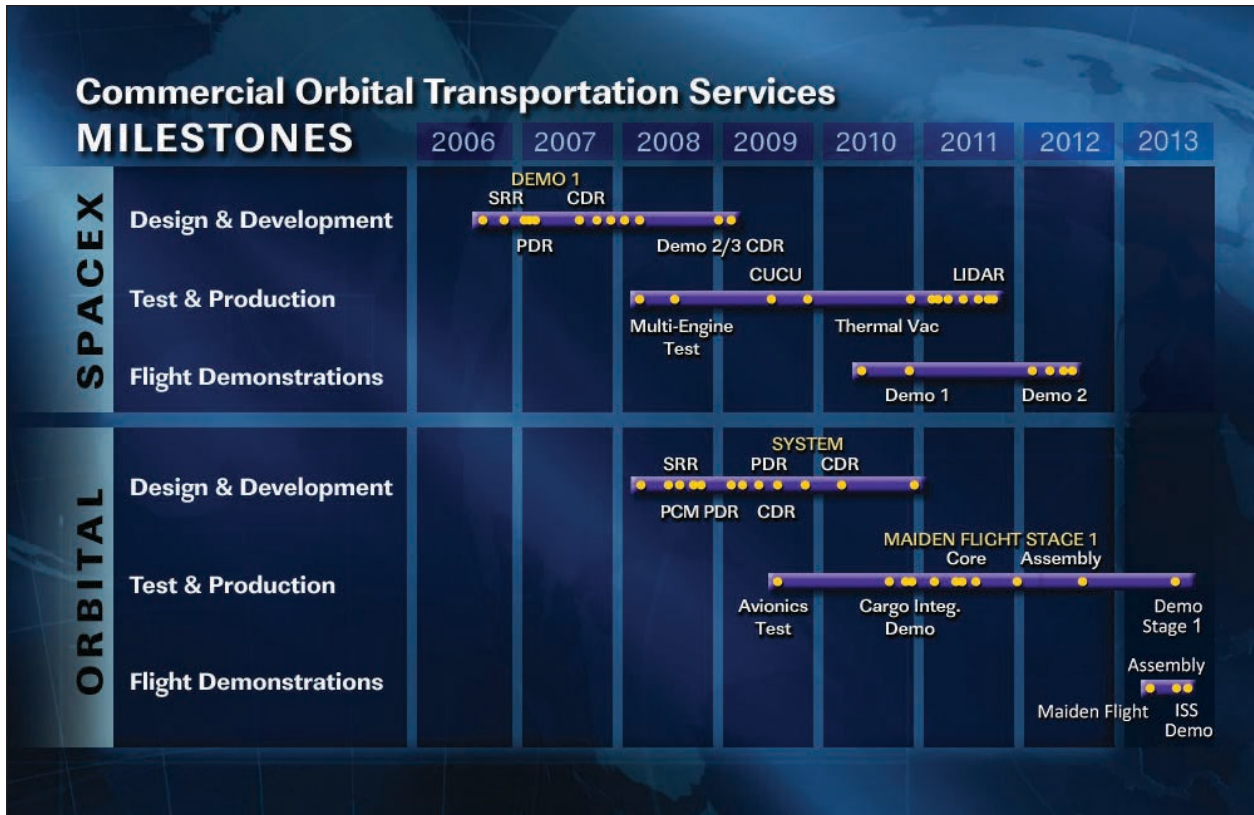 Commercial Orbital Transportation Services
MILESTONES
2006 2007 2008 2009 2010 2011 2012 2013
SPACEX
DEMO 1
SRR CDR
Design & Development
PDR Demo 2/3 CDR
CUCU LIDAR
Test & Production
Multi-Engine
Test
Thermal Vac
Flight Demonstrations
Demo 1 Demo 2
ORBITAL
SYSTEM
SRR PDR CDR
Design & Development
PCM PDR CDR
MAIDEN FLIGHT STAGE 1
Core Assembly
Test & Production
Avionics
Test
Cargo Integ.
Demo
Demo
Stage 1
Assembly
Flight Demonstrations
Maiden Flight
ISS
Demo